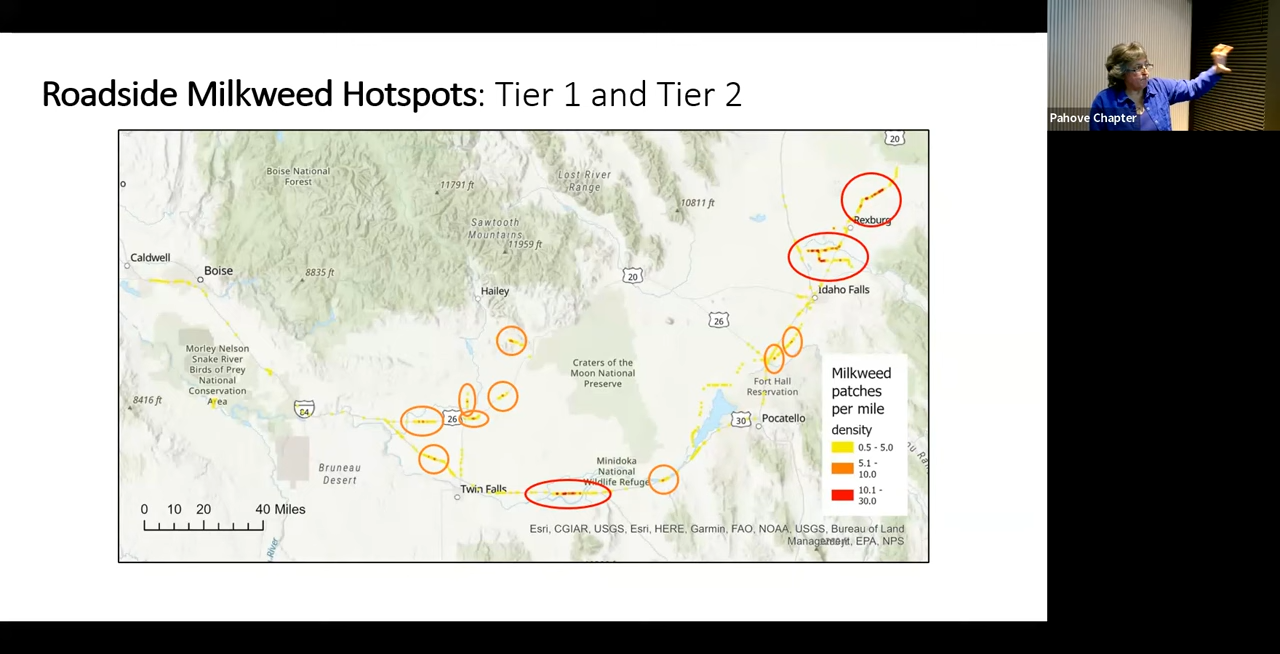 Roadside Milkweed Hotspots: Tier 1 and Tier 2
Pahove Chapter
20
Boise National
Forest
11791 ft
Lost River
Range
10811 ft
Sawtooth
Mountains
11959 ft
Rexburg
Caldwell
Boise
8835 ft
20
Hailey
Idaho Falls
26
Morley Nelson
Snake River
Birds of Prey
National
Conservation
Area
Craters of the
Moon National
Preserve
Fort Hall
Reservation
8416 ft
84
26
30
Pocatello
Milkweed
patches
per mile
density
0.5 - 5.0
5.1 -
10.0
10.1 -
30.0
Bruneau
Desert
Minidoka
National
Wildlife Refuge
Twin Falls
0 10 20 40 Miles
River
Esri, CGIAR, USGS, Esri, HERE, Garmin, FAO, NOAA, USGS, Bureau of Land
Management, EPA, NPS